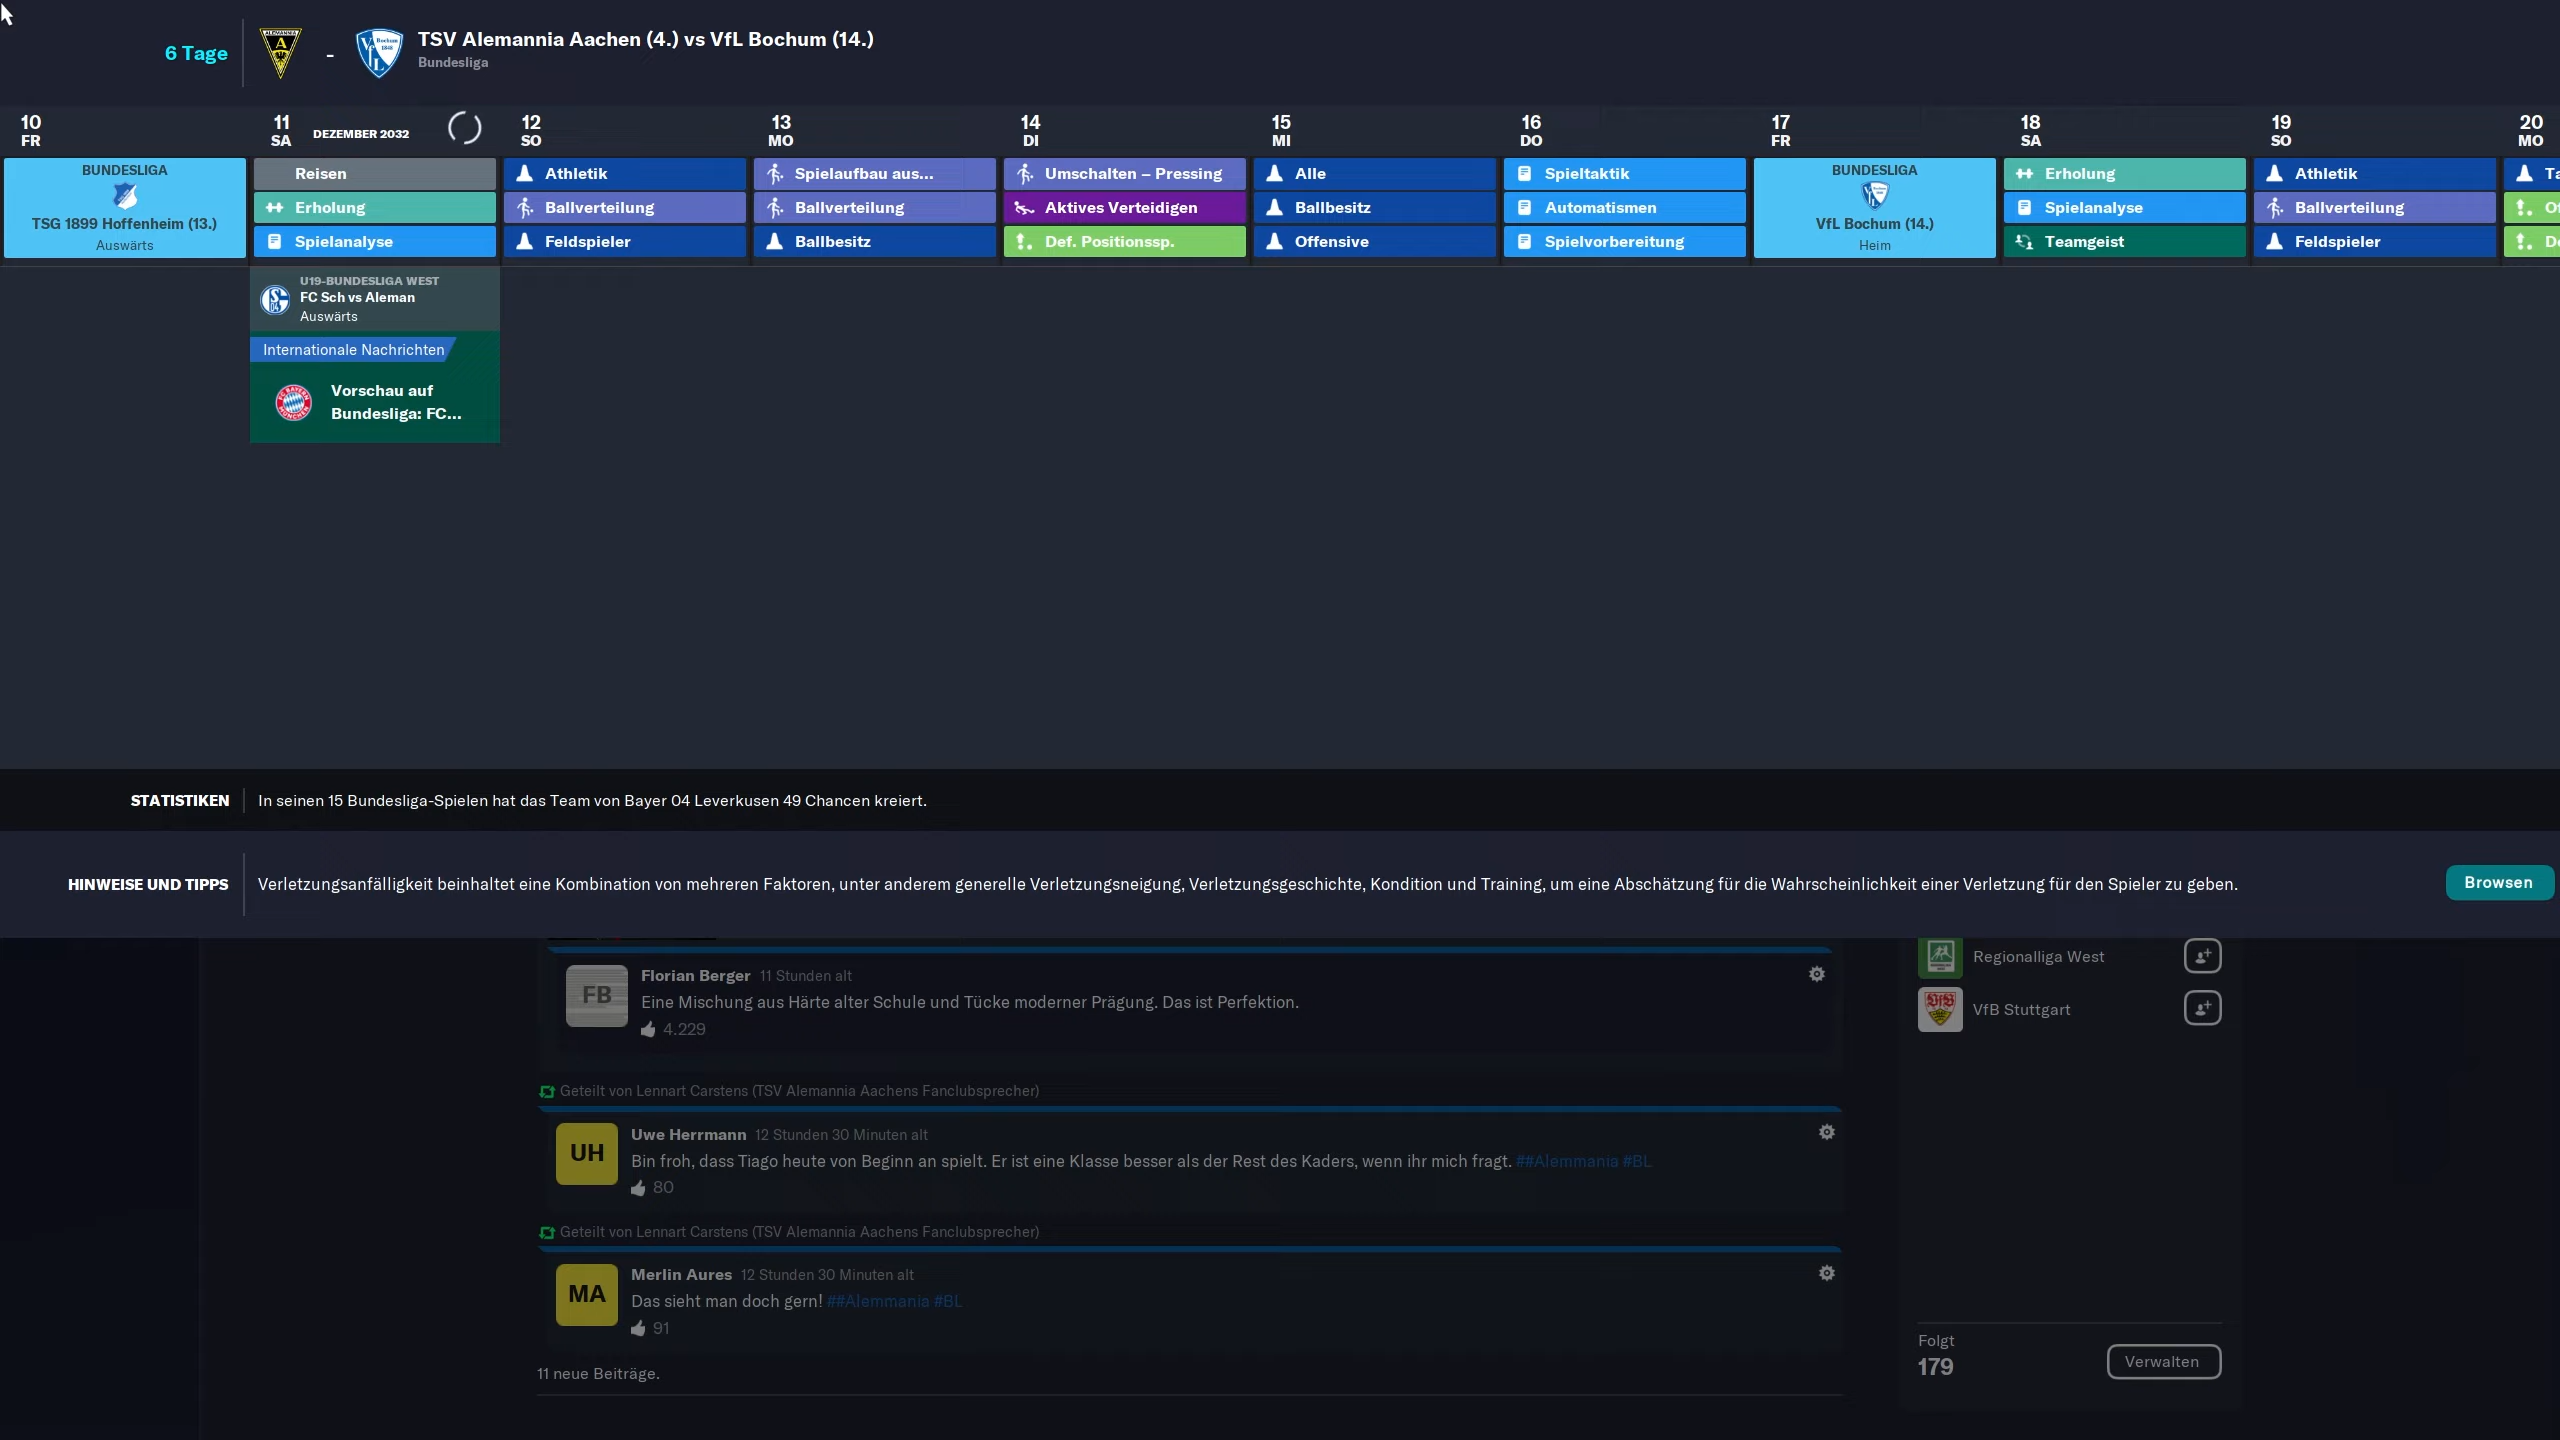 6 Tage
-
TSV Alemannia Aachen (4.) vs VfL Bochum (14.)
Bundesliga
10
FR
11
SA
DEZEMBER 2032
12
SO
13
MO
14
DI
15
MI
16
DO
17
FR
18
SA
19
SO
20
MO
BUNDESLIGA
TSG 1899 Hoffenheim (13.)
Auswärts
Reisen
Erholung
Spielanalyse
Athletik
Ballverteilung
Feldspieler
Spielaufbau aus...
Ballverteilung
Ballbesitz
Umschalten – Pressing
Aktives Verteidigen
Def. Positionssp.
Alle
Ballbesitz
Offensive
Spieltaktik
Automatismen
Spielvorbereitung
BUNDESLIGA
VfL Bochum (14.)
Heim
Erholung
Spielanalyse
Teamgeist
Athletik
Ballverteilung
Feldspieler
U19-BUNDESLIGA WEST
FC Sch vs Aleman
Auswärts
Internationale Nachrichten
Vorschau auf
Bundesliga: FC...
STATISTIKEN
In seinen 15 Bundesliga-Spielen hat das Team von Bayer 04 Leverkusen 49 Chancen kreiert.
HINWEISE UND TIPPS
Verletzungsanfälligkeit beinhaltet eine Kombination von mehreren Faktoren, unter anderem generelle Verletzungsneigung, Verletzungsgeschichte, Kondition und Training, um eine Abschätzung für die Wahrscheinlichkeit einer Verletzung für den Spieler zu geben.
Browsen
FB
Florian Berger 11 Stunden alt
Eine Mischung aus Härte alter Schule und Tücke moderner Prägung. Das ist Perfektion.
4.229
Geteilt von Lennart Carstens (TSV Alemannia Aachens Fanclubsprecher)
UH
Uwe Herrmann 12 Stunden 30 Minuten alt
Bin froh, dass Tiago heute von Beginn an spielt. Er ist eine Klasse besser als der Rest des Kaders, wenn ihr mich fragt. ##Alemmania #BL
80
Geteilt von Lennart Carstens (TSV Alemannia Aachens Fanclubsprecher)
MA
Merlin Aures 12 Stunden 30 Minuten alt
Das sieht man doch gern! ##Alemmania #BL
91
11 neue Beiträge.
Regionalliga West
VfB Stuttgart
Folgt
179
Verwalten